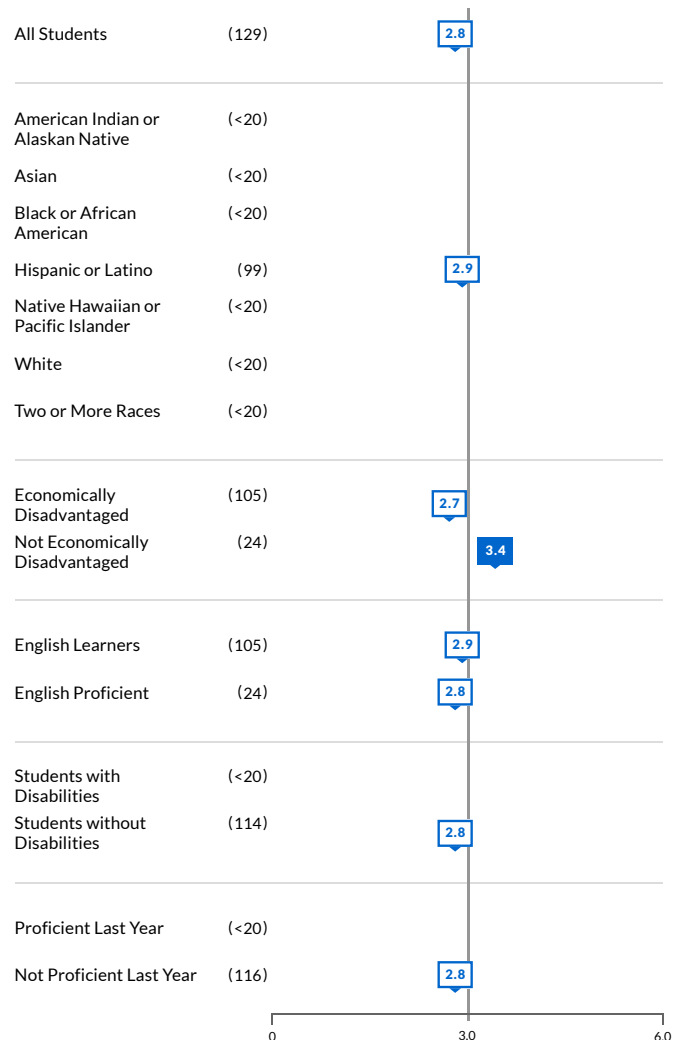 All Students (129) 2.8
American Indian or (<20)
Alaskan Native
Asian (<20)
Black or African (<20)
American
Hispanic or Latino (99) 2.9
Native Hawaiian or (<20)
Pacific Islander
White (<20)
Two or More Races (<20)
Economically (105) 2.7
Disadvantaged
Not Economically (24) 3.4
Disadvantaged
English Learners (105) 2.9
English Proficient (24) 2.8
Students with (<20)
Disabilities
Students without (114) 2.8
Disabilities
Proficient Last Year (<20)
Not Proficient Last Year (116) 2.8
0 3.0 6.0